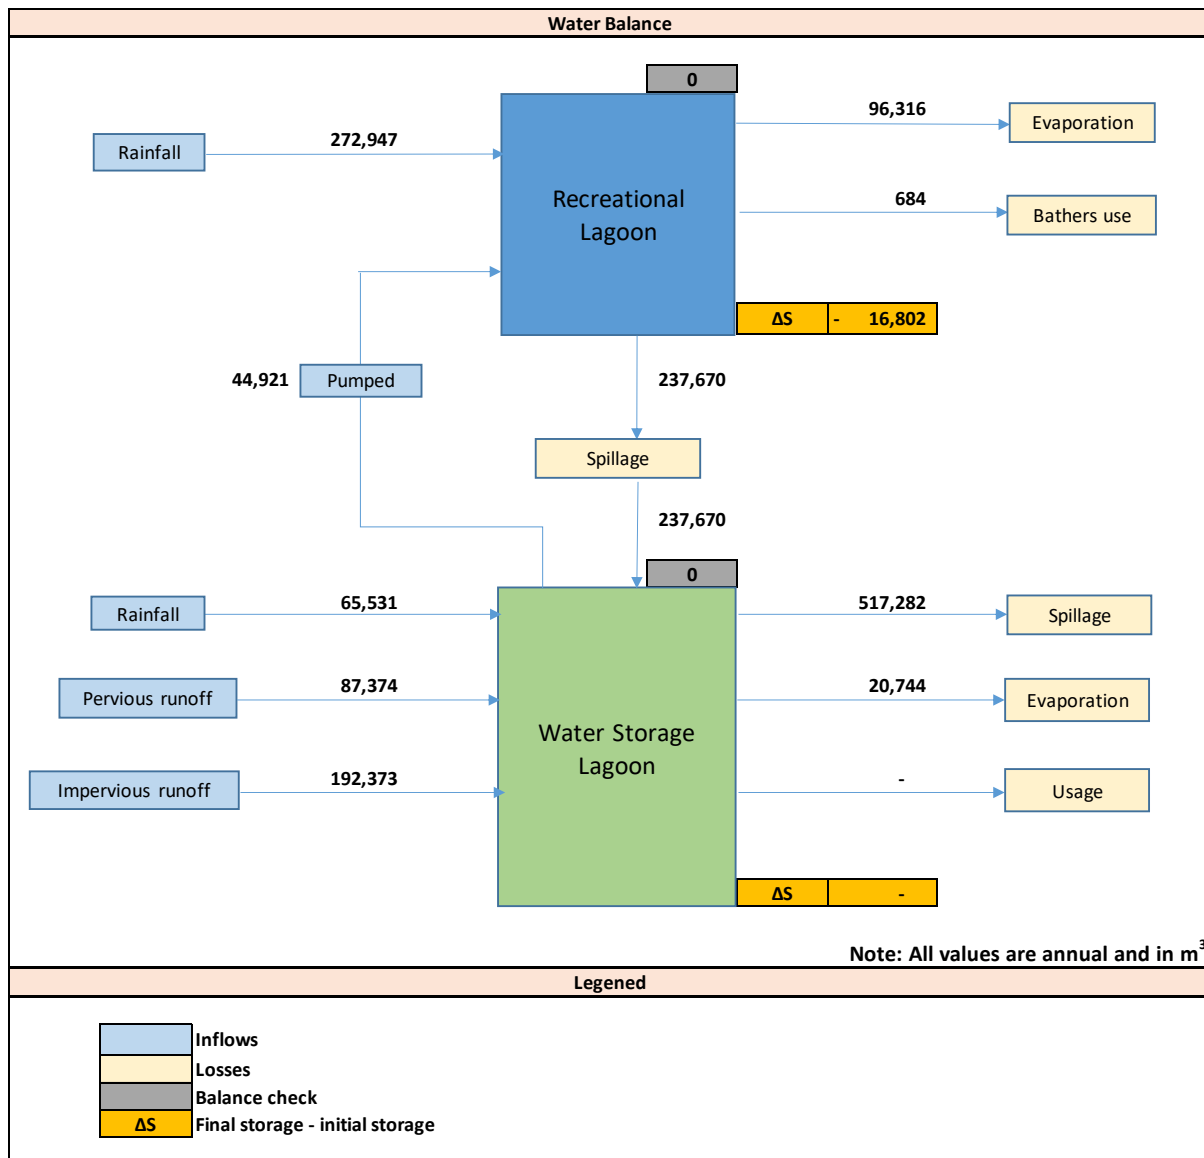 Water Balance
0
Rainfall
272,947
Recreational
Lagoon
96,316
Evaporation
684
Bathers use
ΔS
- 16,802
44,921
Pumped
237,670
Spillage
237,670
0
Rainfall
65,531
517,282
Spillage
Pervious runoff
87,374
Water Storage
Lagoon
20,744
Evaporation
Impervious runoff
192,373
-
Usage
ΔS
-
Note: All values are annual and in m³
Legened
Inflows
Losses
Balance check
ΔS
Final storage - initial storage